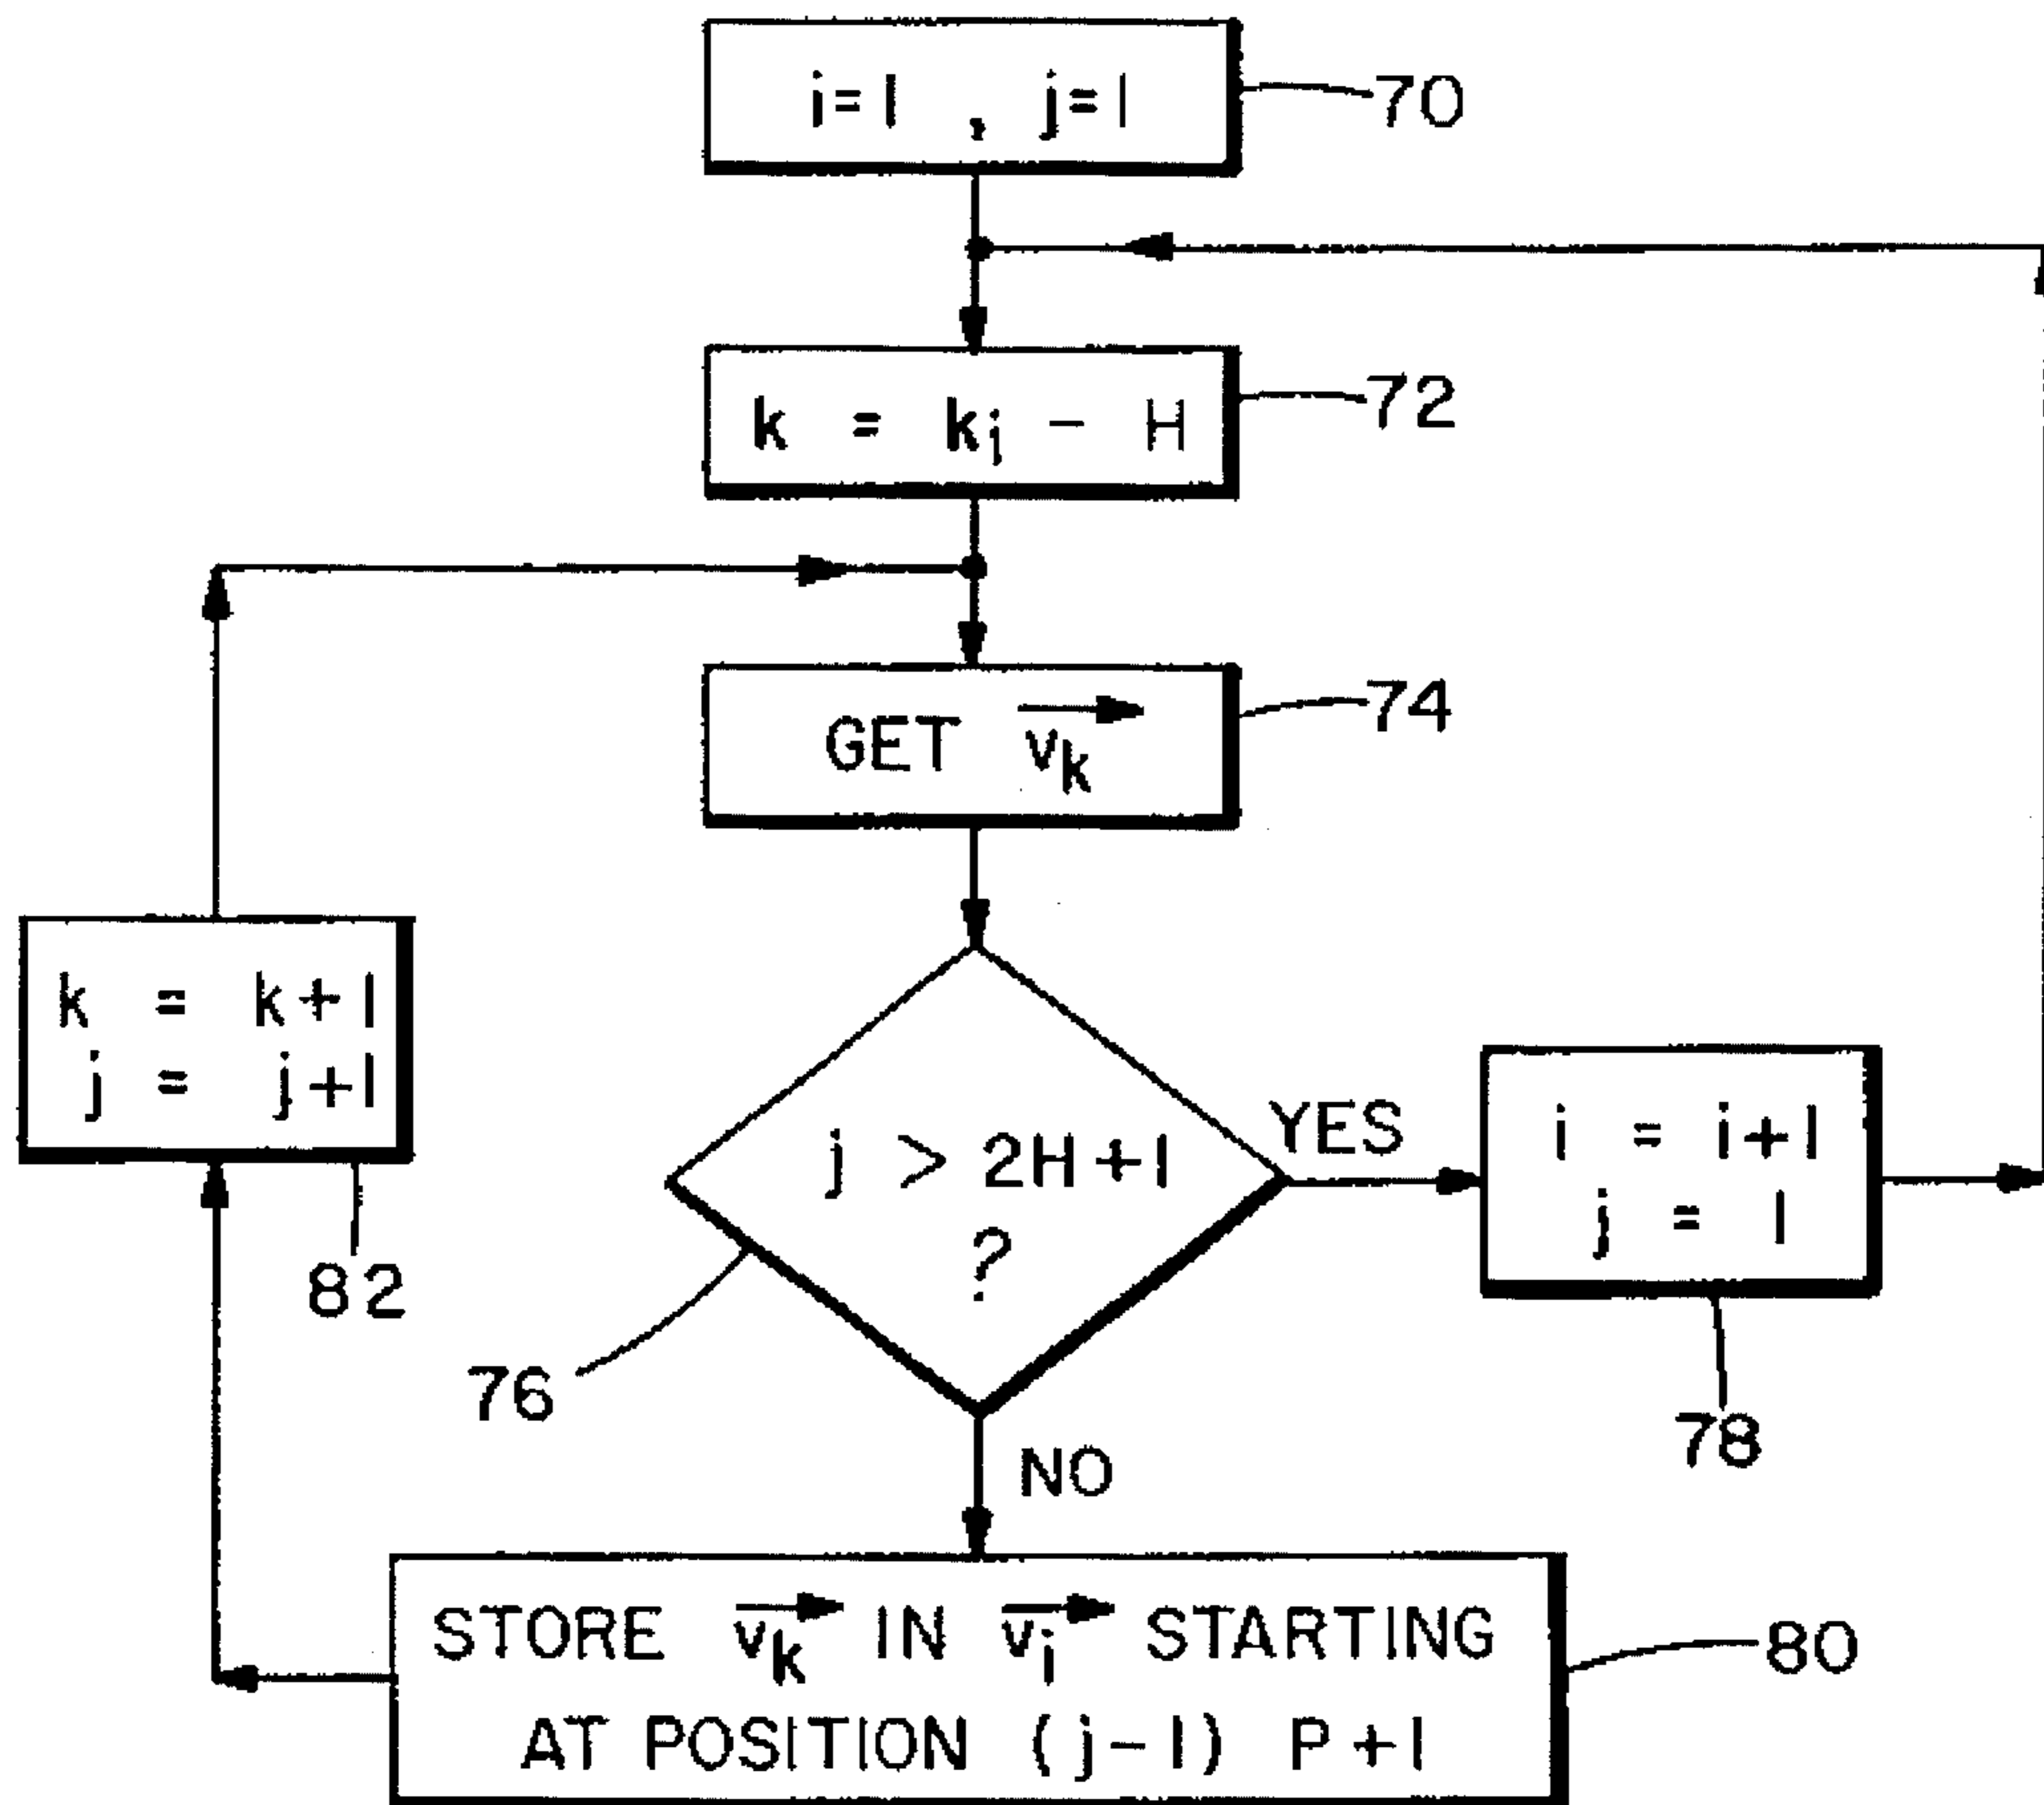 i=1 , j=1
70
k = kj - H
72
GET vk
74
k = k+1
j = j+1
82
j > 2H+1
?
76
YES
i = i+1
j = 1
78
NO
STORE vk IN vi STARTING
AT POSITION (j-1) P+1
80